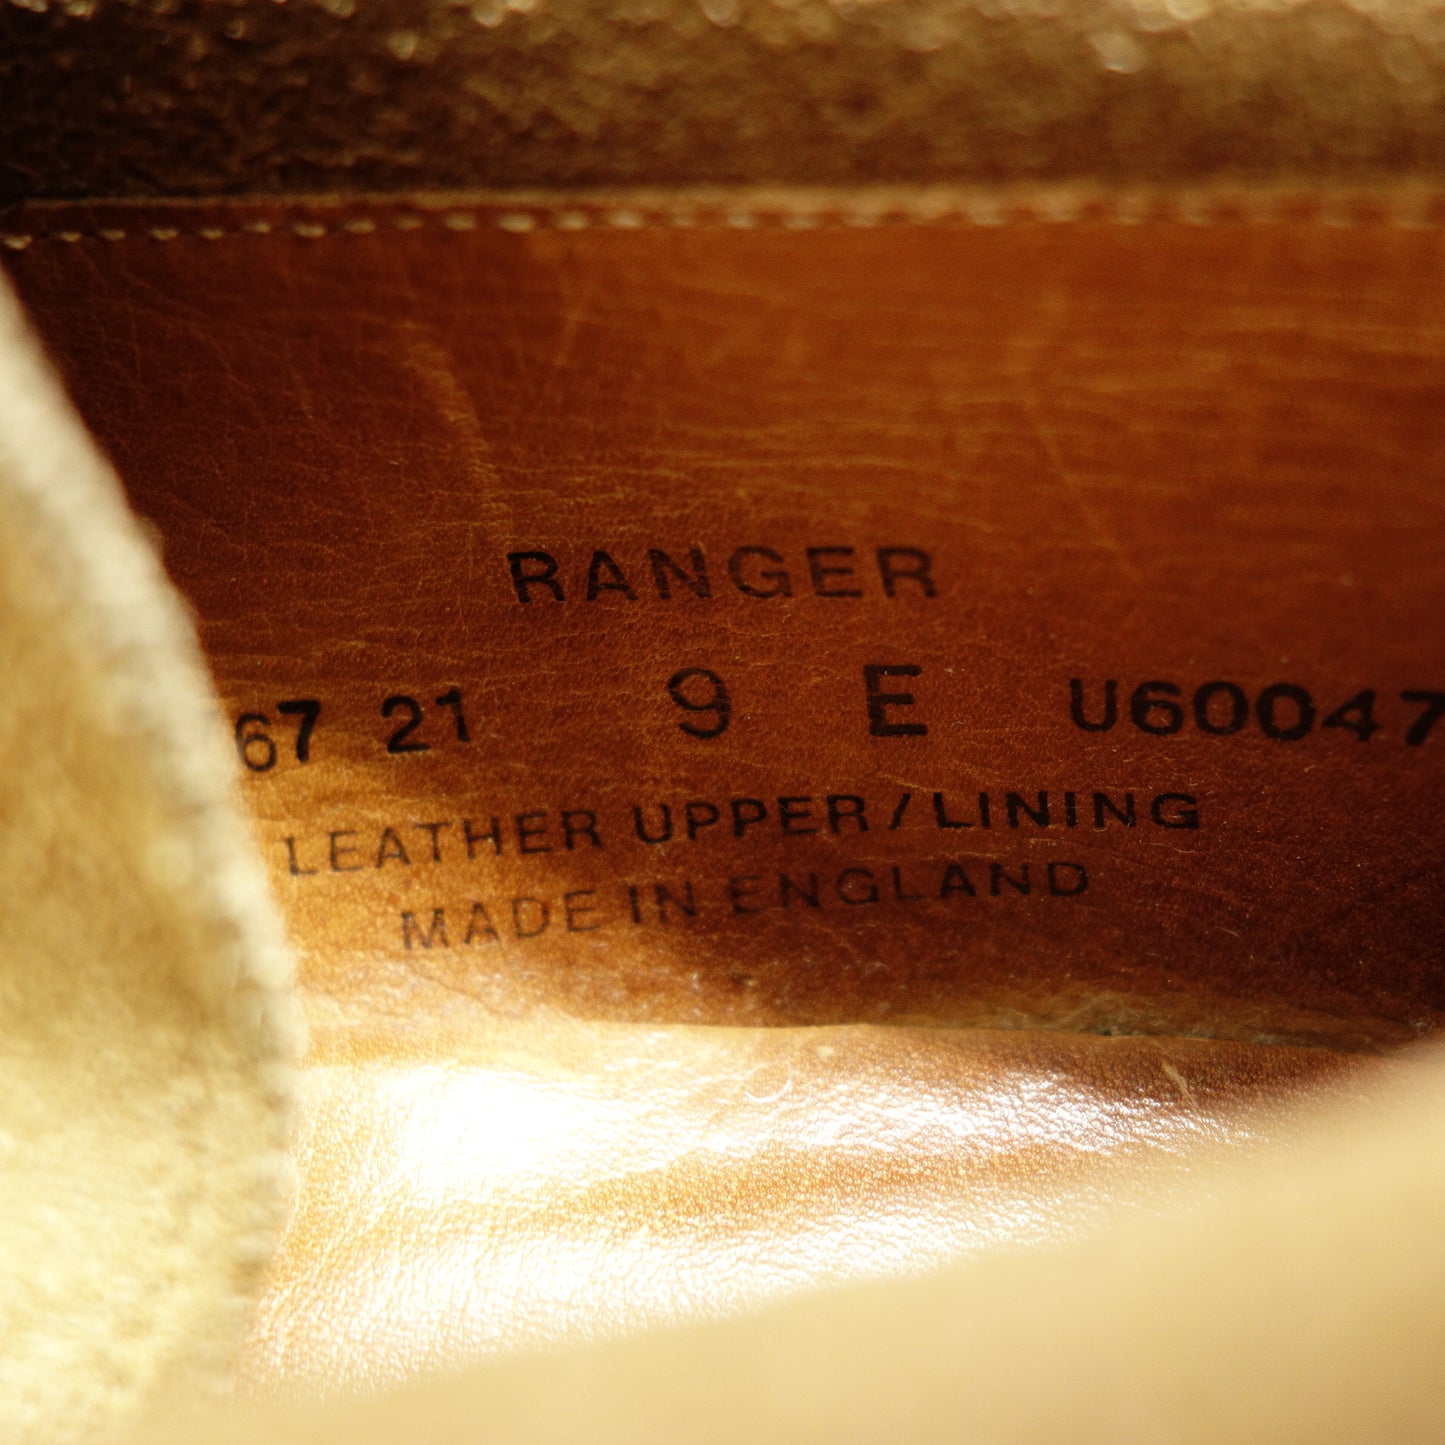 RANGER
67 21 9 E U60047
LEATHER UPPER/LINING
MADE IN ENGLAND